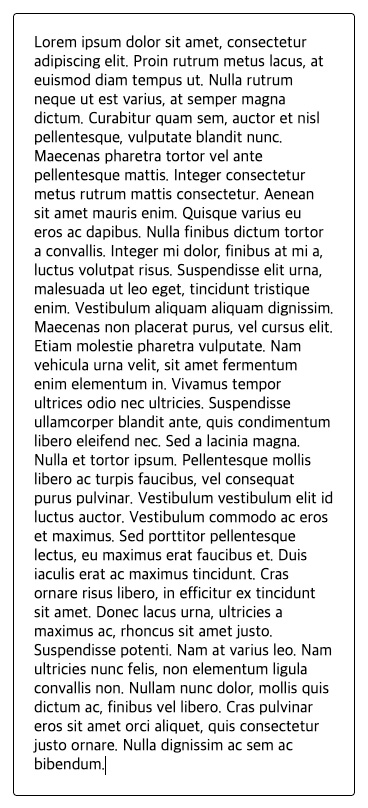 Lorem ipsum dolor sit amet, consectetur
adipiscing elit. Proin rutrum metus lacus, at
euismod diam tempus ut. Nulla rutrum
neque ut est varius, at semper magna
dictum. Curabitur quam sem, auctor et nisl
pellentesque, vulputate blandit nunc.
Maecenas pharetra tortor vel ante
pellentesque mattis. Integer consectetur
metus rutrum mattis consectetur. Aenean
sit amet mauris enim. Quisque varius eu
eros ac dapibus. Nulla finibus dictum tortor
a convallis. Integer mi dolor, finibus at mi a,
luctus volutpat risus. Suspendisse elit urna,
malesuada ut leo eget, tincidunt tristique
enim. Vestibulum aliquam aliquam dignissim.
Maecenas non placerat purus, vel cursus elit.
Etiam molestie pharetra vulputate. Nam
vehicula urna velit, sit amet fermentum
enim elementum in. Vivamus tempor
ultrices odio nec ultricies. Suspendisse
ullamcorper blandit ante, quis condimentum
libero eleifend nec. Sed a lacinia magna.
Nulla et tortor ipsum. Pellentesque mollis
libero ac turpis faucibus, vel consequat
purus pulvinar. Vestibulum vestibulum elit id
luctus auctor. Vestibulum commodo ac eros
et maximus. Sed porttitor pellentesque
lectus, eu maximus erat faucibus et. Duis
iaculis erat ac maximus tincidunt. Cras
ornare risus libero, in efficitur ex tincidunt
sit amet. Donec lacus urna, ultricies a
maximus ac, rhoncus sit amet justo.
Suspendisse potenti. Nam at varius leo. Nam
ultricies nunc felis, non elementum ligula
convallis non. Nullam nunc dolor, mollis quis
dictum ac, finibus vel libero. Cras pulvinar
eros sit amet orci aliquet, quis consectetur
justo ornare. Nulla dignissim ac sem ac
bibendum.